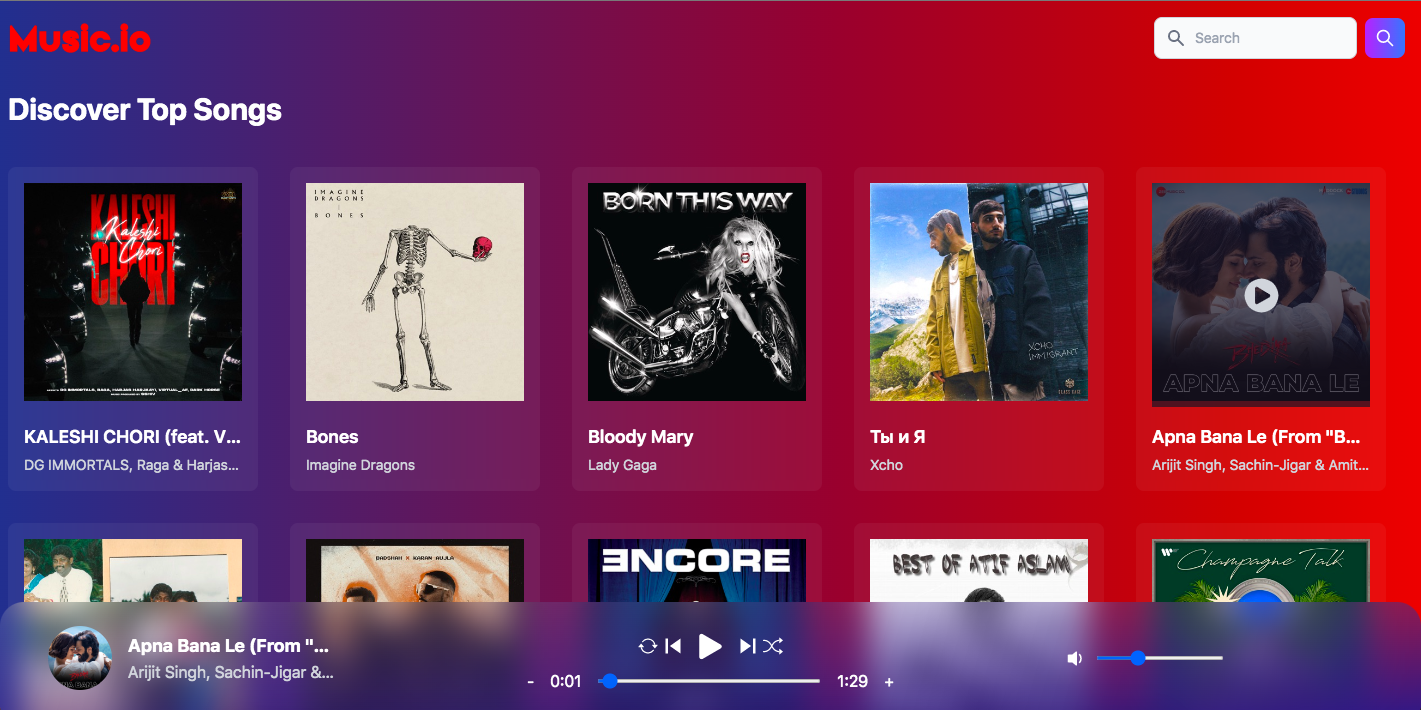 Music.io
Search
Discover Top Songs
KALESHI
Kaleshi
Chori
CHORI
IMAGINE
DRAGONS
BONES
BORN THIS WAY
XCHO
IMMIGRANT
APNA BANA LE
KALESHI CHORI (feat. V...
DG IMMORTALS, Raga & Harjas...
Bones
Imagine Dragons
Bloody Mary
Lady Gaga
Ты и Я
Xcho
Apna Bana Le (From "B...
Arijit Singh, Sachin-Jigar & Amit...
BADSHAH X KARAN AUJLA
ƎNCORE
BEST OF ATIF ASLAM
Champagne Talk
Apna Bana Le (From "...
Arijit Singh, Sachin-Jigar &...
- 0:01
1:29 +